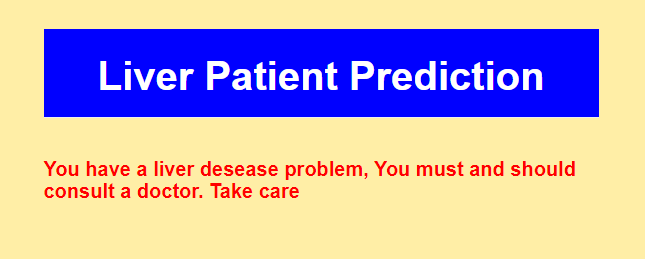 Liver Patient Prediction
You have a liver desease problem, You must and should
consult a doctor. Take care